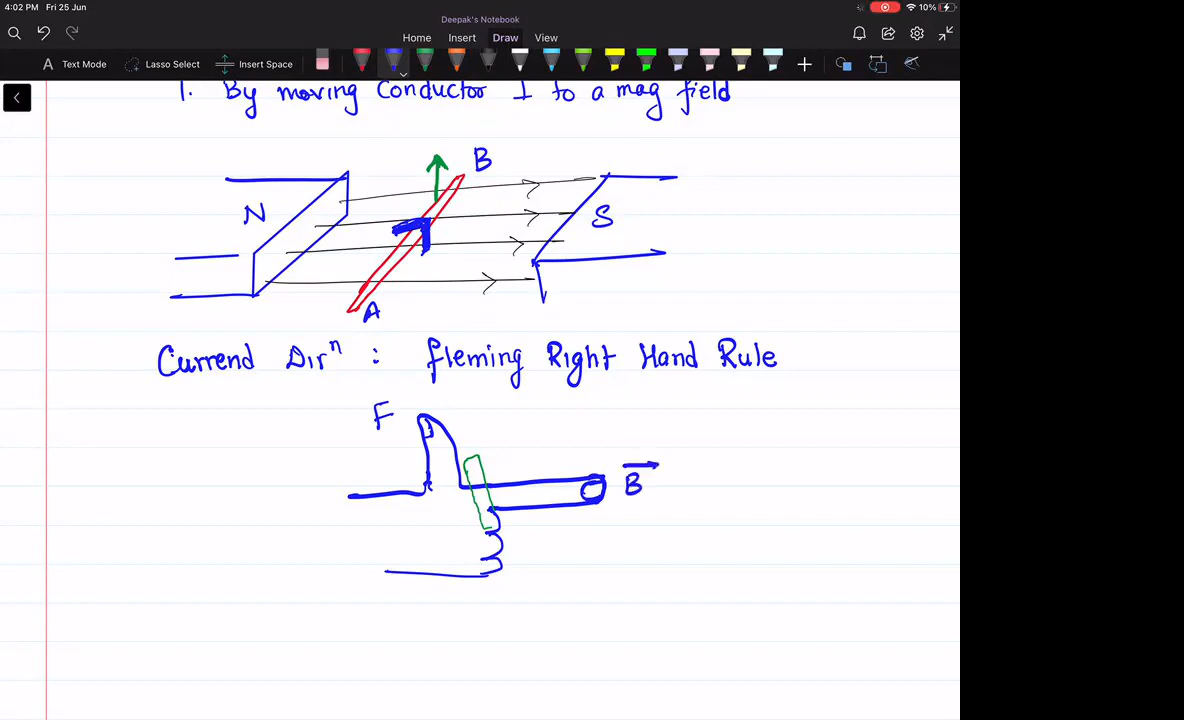 4:02 PM Fri 25 Jun
10%
Deepak's Notebook
Home Insert Draw View
A Text Mode Lasso Select Insert Space
1. By moving Conductor ⊥ to a mag field
B
N
S
A
Currend Dirⁿ : fleming Right Hand Rule
F
B